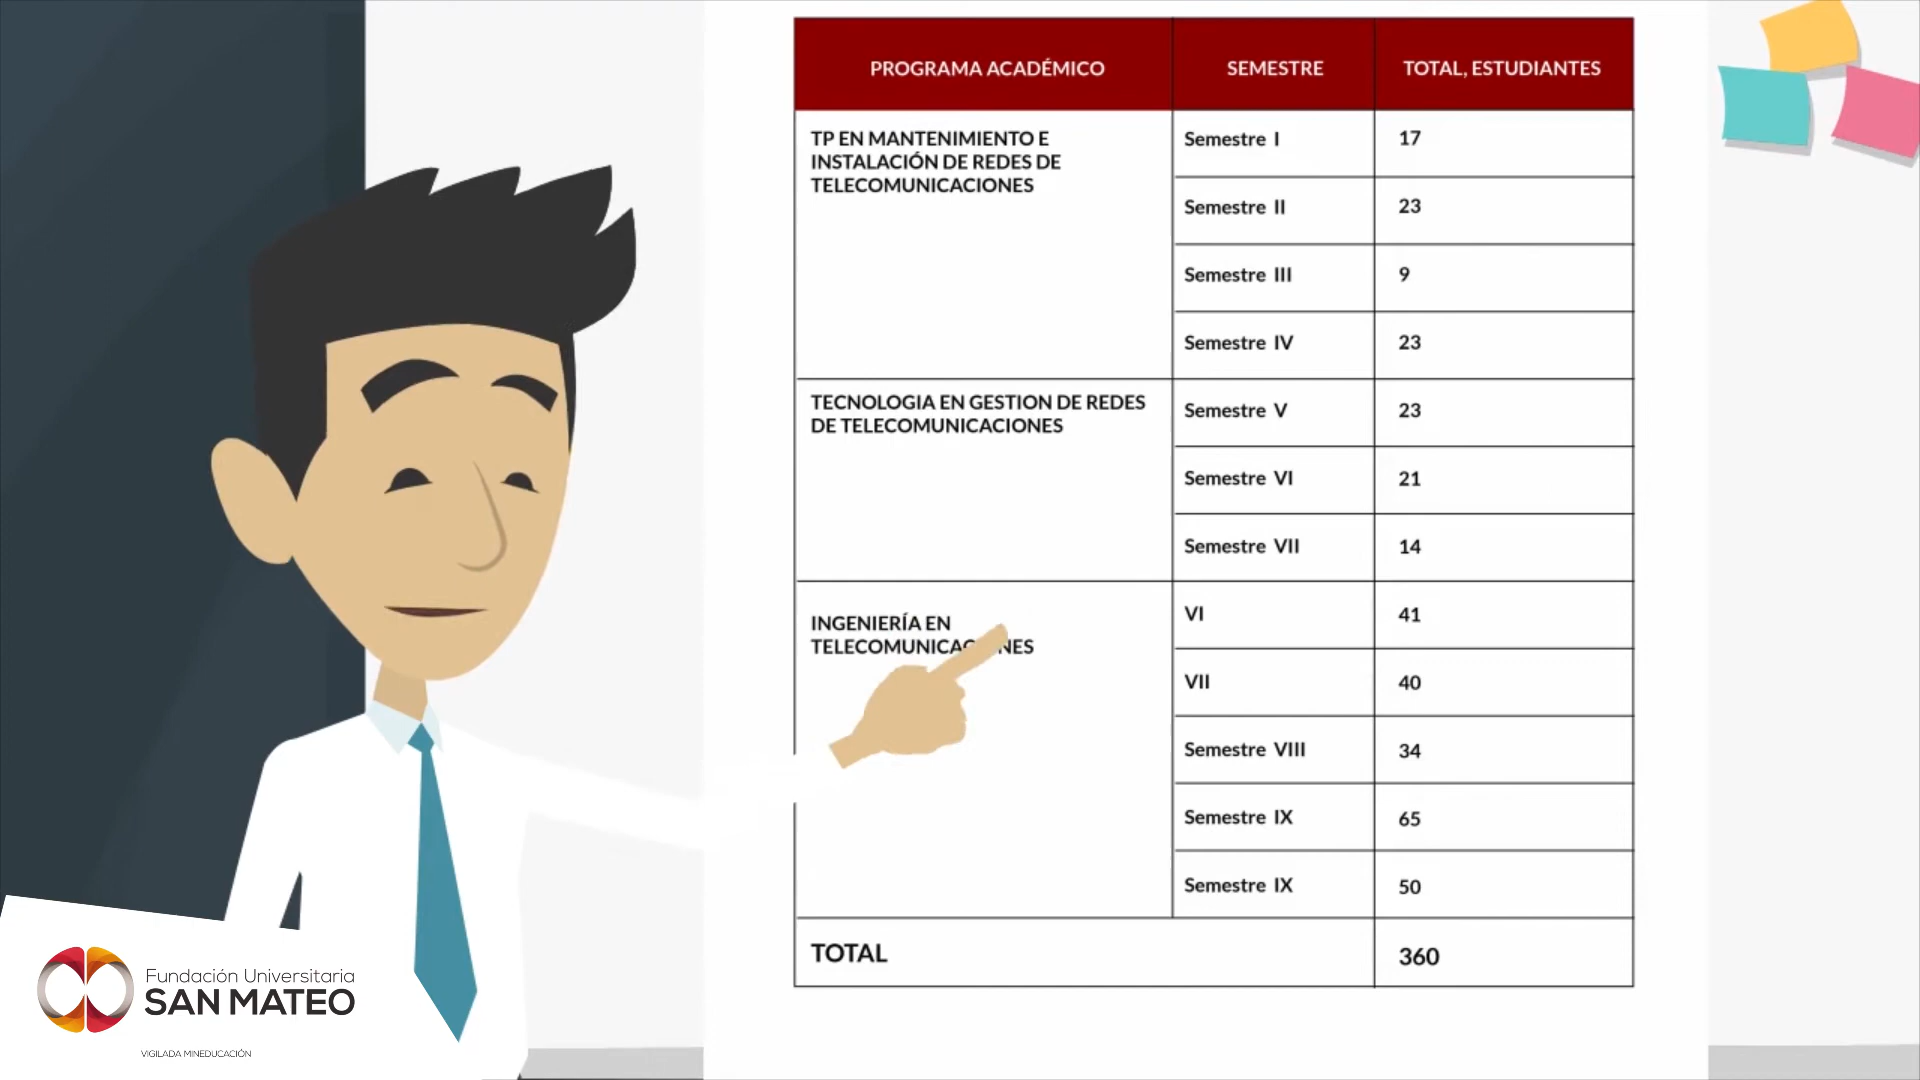 PROGRAMA ACADÉMICO SEMESTRE TOTAL, ESTUDIANTES
TP EN MANTENIMIENTO E
INSTALACIÓN DE REDES DE
TELECOMUNICACIONES
Semestre I 17
Semestre II 23
Semestre III 9
Semestre IV 23
TECNOLOGIA EN GESTION DE REDES
DE TELECOMUNICACIONES
Semestre V 23
Semestre VI 21
Semestre VII 14
INGENIERÍA EN
VI 41
VII 40
Semestre VIII 34
Semestre IX 65
Semestre IX 50
TOTAL 360
Fundación Universitaria
SAN MATEO
VIGILADA MINEDUCACIÓN